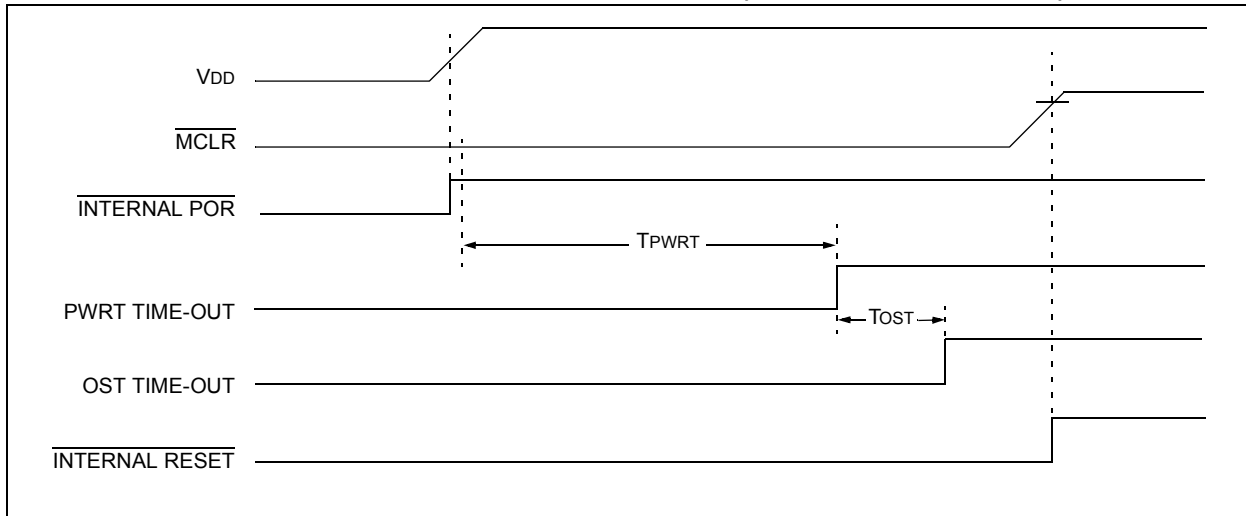 VDD
MCLR
INTERNAL POR
TPWRT
PWRT TIME-OUT
TOST
OST TIME-OUT
INTERNAL RESET